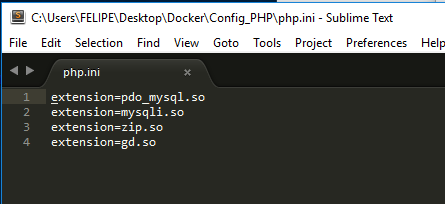 C:\Users\FELIPE\Desktop\Docker\Config_PHP\php.ini - Sublime Text
File Edit Selection Find View Goto Tools Project Preferences Help
php.ini ×
1 extension=pdo_mysql.so
2 extension=mysqli.so
3 extension=zip.so
4 extension=gd.so